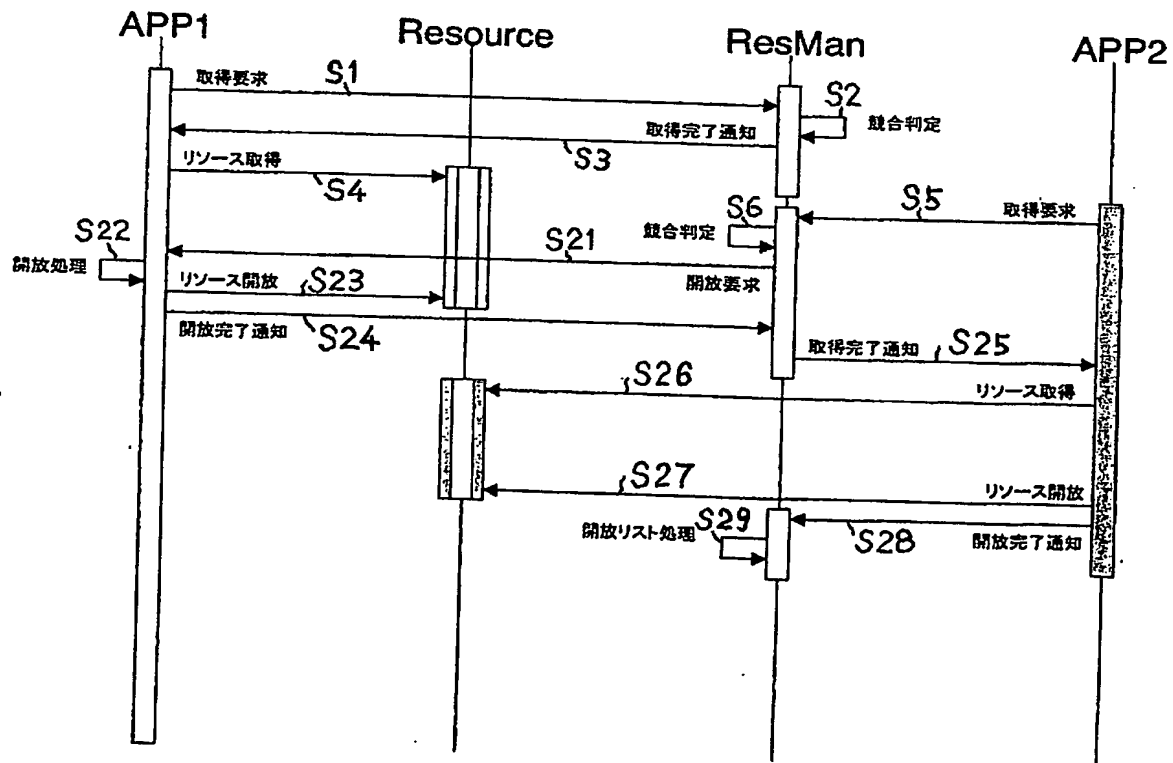 APP1
Resource
ResMan
APP2
取得要求
S1
S2
競合判定
取得完了通知
S3
リソース取得
S4
S5
取得要求
S6
競合判定
S21
開放要求
S22
開放処理
リソース開放
S23
開放完了通知
S24
取得完了通知
S25
S26
リソース取得
S27
リソース開放
S29
開放リスト処理
S28
開放完了通知